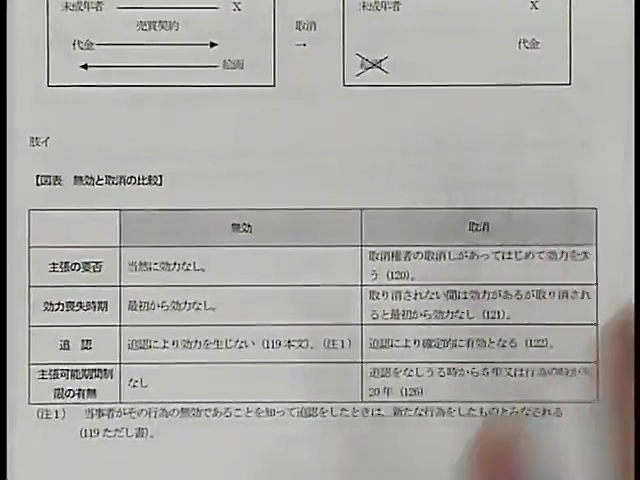 未成年者 X
売買契約
代金
絵画
取消
→
未成年者 X
代金
絵画
肢イ
【図表 無効と取消の比較】
無効 取消
主張の要否 当然に効力なし。 取消権者の取消しがあってはじめて効力を失
う(120)。
効力喪失時期 最初から効力なし。 取り消されない間は効力があるが取り消され
ると最初から効力なし(121)。
追 認 追認により効力を生じない(119本文)。(注1) 追認により確定的に有効となる(122)。
主張可能期間制
限の有無 なし 追認をなしうる時から5年又は行為の時から
20年(126)
(注1) 当事者がその行為の無効であることを知って追認をしたときは、新たな行為をしたものとみなされる
(119ただし書)。